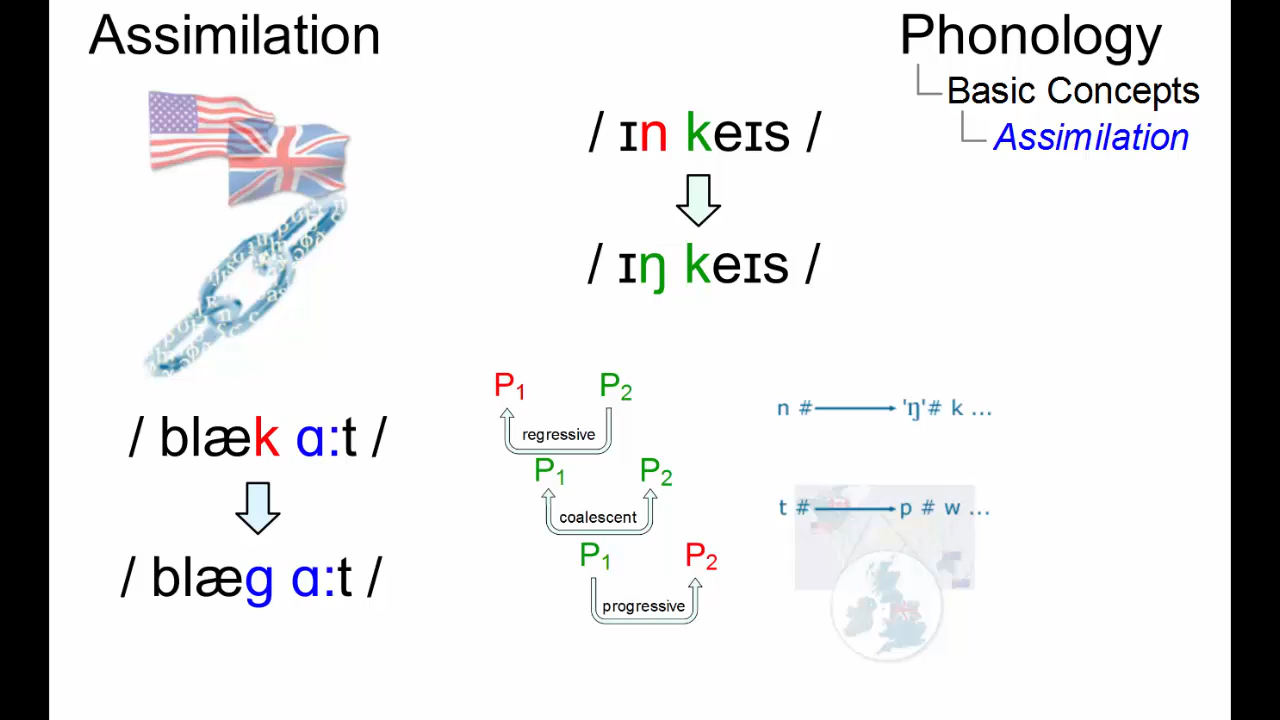 Assimilation
Phonology
Basic Concepts
Assimilation
/ ɪn keɪs /
/ ɪŋ keɪs /
/ blæk ɑ:t /
/ blæg ɑ:t /
P₁ P₂
regressive
P₁ P₂
coalescent
P₁ P₂
progressive
n # ⟶ 'ŋ'# k ...
t # ⟶ p # w ...